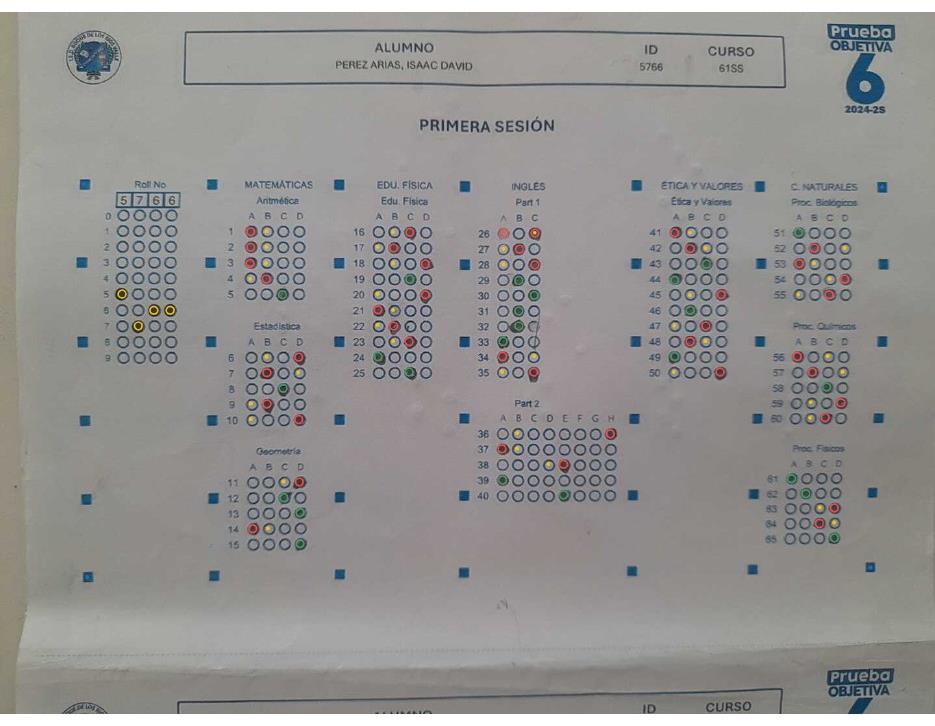 Prueba
OBJETIVA
6
2024-2S
ALUMNO ID CURSO
PEREZ ARIAS, ISAAC DAVID 5766 61SS
PRIMERA SESIÓN
Roll No
5 7 6 6
0
1
2
3
4
5
6
7
8
9
MATEMÁTICAS
Aritmética
A B C D
1
2
3
4
5
Estadística
A B C D
6
7
8
9
10
Geometría
A B C D
11
12
13
14
15
EDU. FÍSICA
Edu. Física
A B C D
16
17
18
19
20
21
22
23
24
25
INGLÉS
Part 1
A B C
26
27
28
29
30
31
32
33
34
35
Part 2
A B C D E F G H
36
37
38
39
40
ÉTICA Y VALORES
Ética y Valores
A B C D
41
42
43
44
45
46
47
48
49
50
C. NATURALES
Proc. Biológicos
A B C D
51
52
53
54
55
Proc. Químicos
A B C D
56
57
58
59
60
Proc. Físicos
A B C D
61
62
63
64
65
Prueba
OBJETIVA
ALUMNO ID CURSO